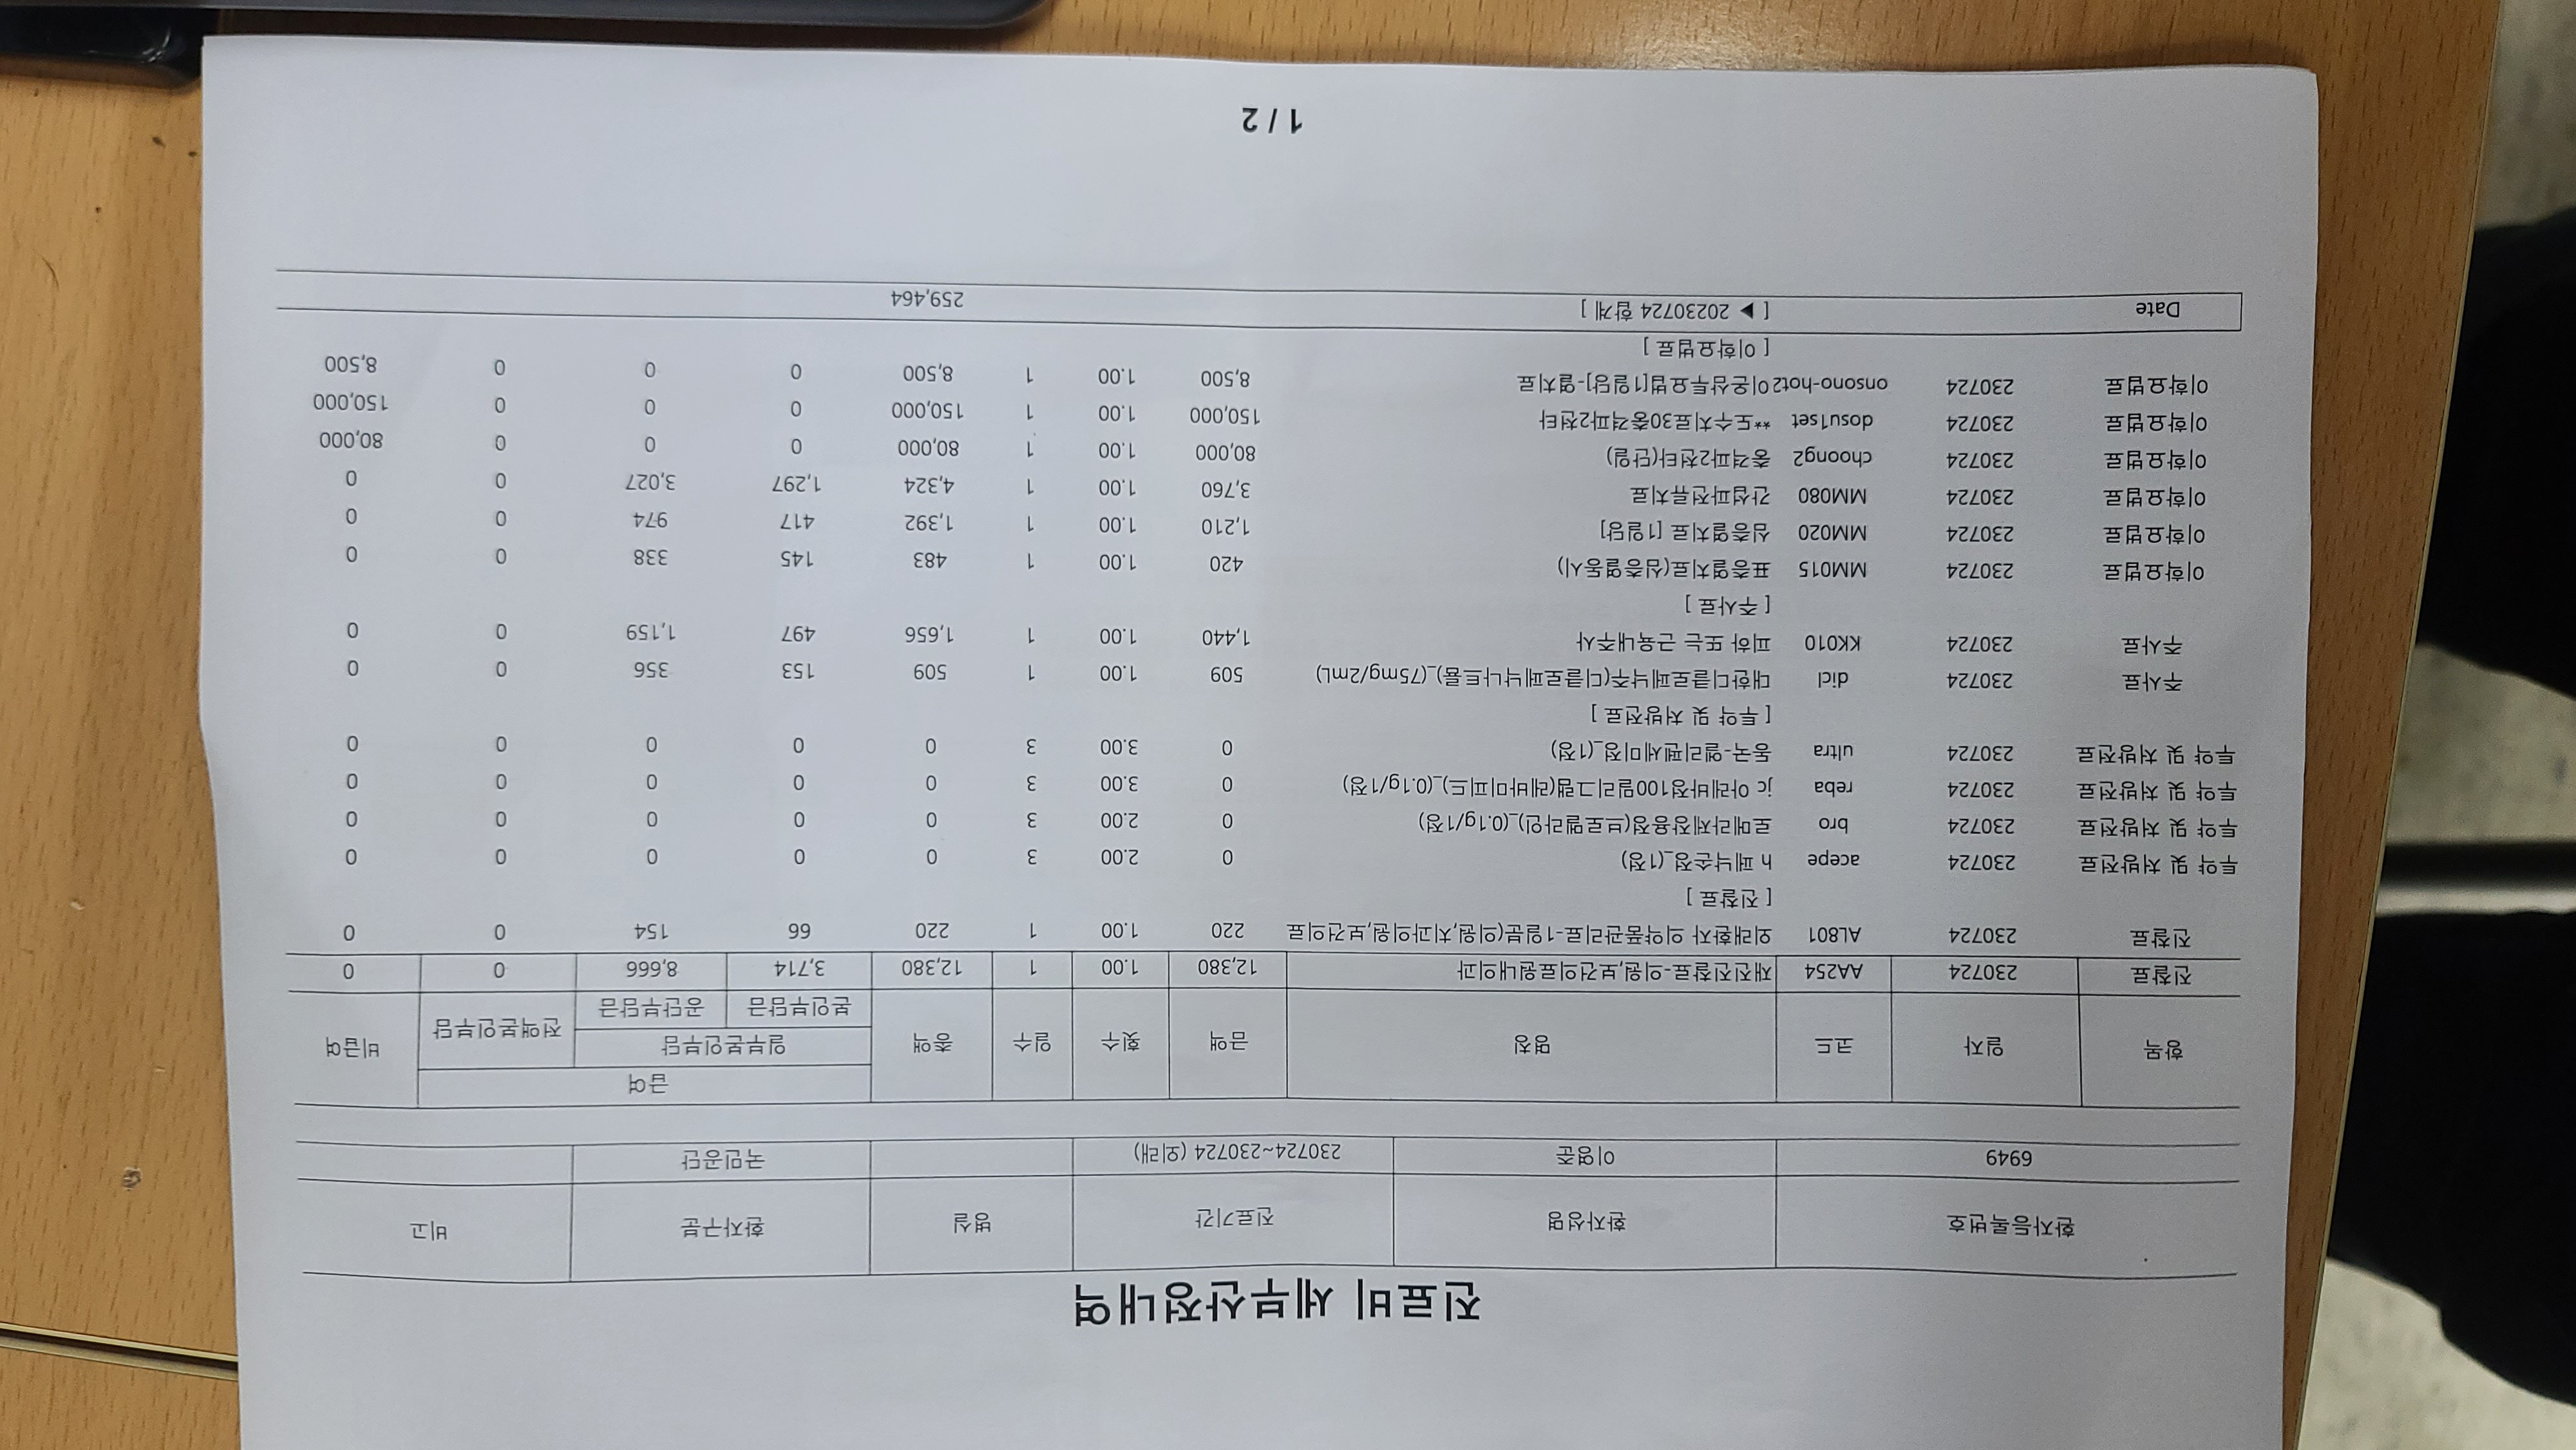 진료비 세부산정내역
환자등록번호 환자성명 진료기간 병실 환자구분 비고
6949 이영준 230724~230724 (외래) 국민공단
항목 일자 코드 명칭 금액 횟수 일수 총액 급여 비급여
일부본인부담 전액본인부담
본인부담금 공단부담금
진찰료 230724 AA254 재진진찰료-의원,보건의료원내의과 12,380 1.00 1 12,380 3,714 8,666 0 0
진찰료 230724 AL801 외래환자 의약품관리료-1일분(의원,치과의원,보건의료 220 1.00 1 220 66 154 0 0
[ 진찰료 ]
투약 및 처방전료 230724 acepe h 페낙손정_(1정) 0 2.00 3 0 0 0 0 0
투약 및 처방전료 230724 bro 로메라제장용정(브로멜라인)_(0.1g/1정) 0 2.00 3 0 0 0 0 0
투약 및 처방전료 230724 reba jc 아레바정100밀리그램(레바미피드)_(0.1g/1정) 0 3.00 3 0 0 0 0 0
투약 및 처방전료 230724 ultra 동국-엘리펜세미정_(1정) 0 3.00 3 0 0 0 0 0
[ 투약 및 처방전료 ]
주사료 230724 dicl 대한디클로페낙주(디클로페낙나트륨)_(75mg/2mL) 509 1.00 1 509 153 356 0 0
주사료 230724 KK010 피하 또는 근육내주사 1,440 1.00 1 1,656 497 1,159 0 0
[ 주사료 ]
이학요법료 230724 MM015 표층열치료(심층열동시) 420 1.00 1 483 145 338 0 0
이학요법료 230724 MM020 심층열치료 [1일당] 1,210 1.00 1 1,392 417 974 0 0
이학요법료 230724 MM080 간섭파전류치료 3,760 1.00 1 4,324 1,297 3,027 0 0
이학요법료 230724 choong2 충격파2천타(단일) 80,000 1.00 1 80,000 0 0 0 80,000
이학요법료 230724 dosu1set **도수치료30충격파2천타 150,000 1.00 1 150,000 0 0 0 150,000
이학요법료 230724 onsono-hot2 이온삼투요법[1일당]-열치료 8,500 1.00 1 8,500 0 0 0 8,500
[ 이학요법료 ]
Date [ ▶ 20230724 합계 ] 259,464
1 / 2